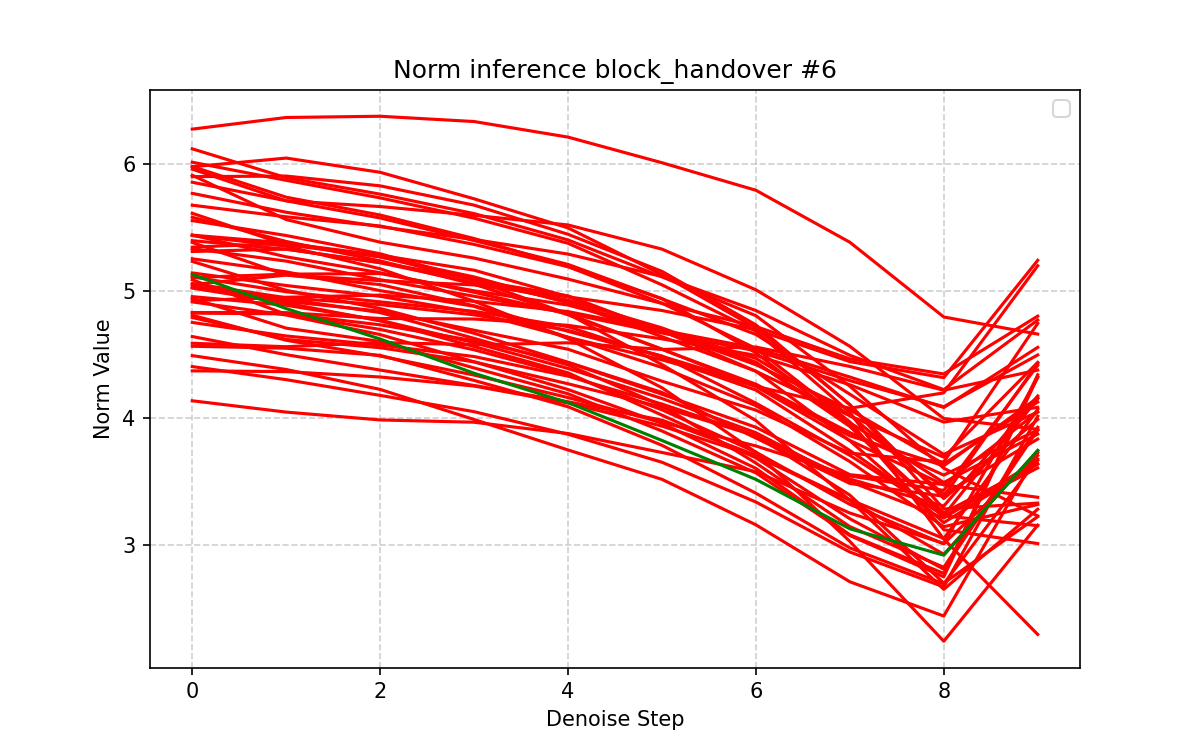 Norm inference block_handover #6
Norm Value
6
5
4
3
0 2 4 6 8
Denoise Step